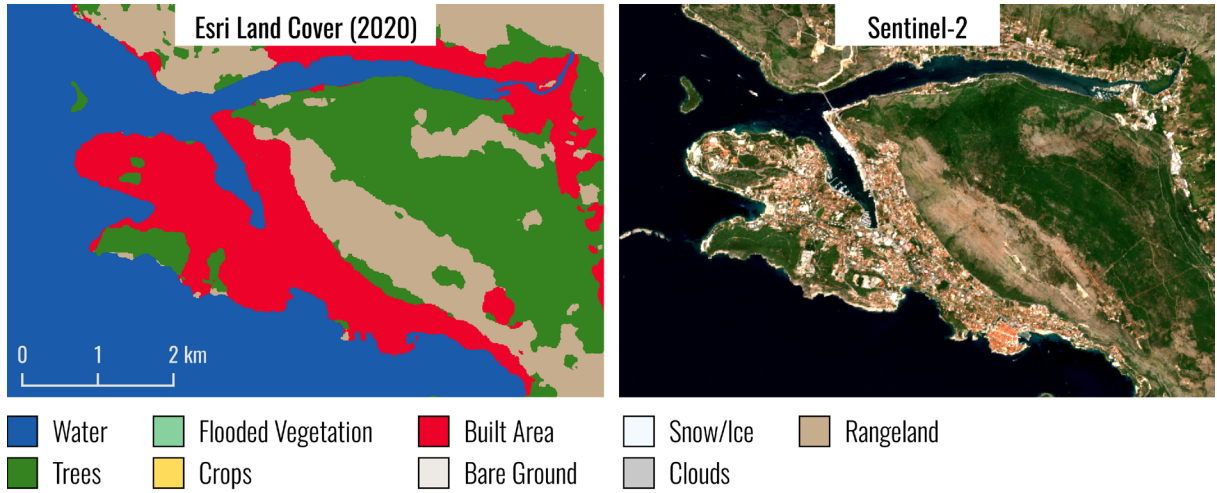 Esri Land Cover (2020)
Sentinel-2
0 1 2 km
Water
Flooded Vegetation
Built Area
Snow/Ice
Rangeland
Trees
Crops
Bare Ground
Clouds